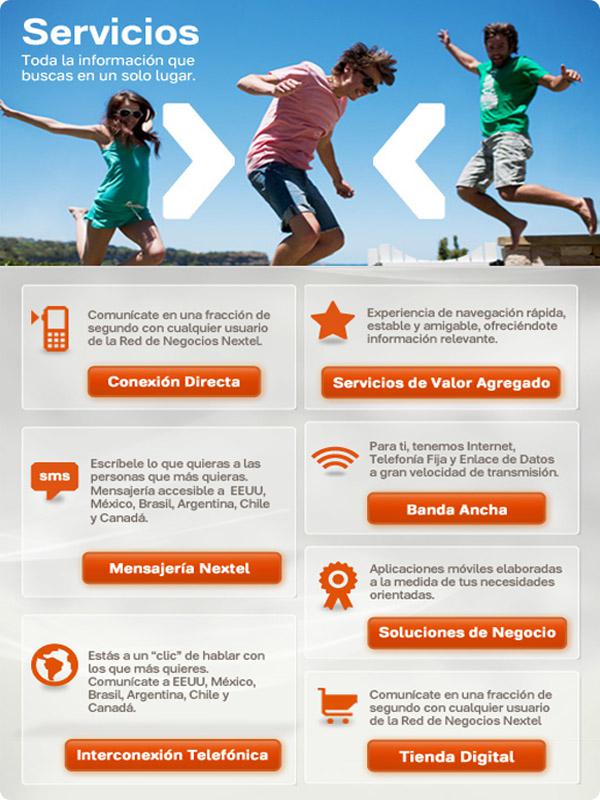 Servicios
Toda la información que
buscas en un solo lugar.
Comunícate en una fracción de
segundo con cualquier usuario
de la Red de Negocios Nextel.
Conexión Directa
Experiencia de navegación rápida,
estable y amigable, ofreciéndote
información relevante.
Servicios de Valor Agregado
sms
Escríbele lo que quieras a las
personas que más quieras.
Mensajería accesible a EEUU,
México, Brasil, Argentina, Chile
y Canadá.
Mensajería Nextel
Para ti, tenemos Internet,
Telefonía Fija y Enlace de Datos
a gran velocidad de transmisión.
Banda Ancha
Aplicaciones móviles elaboradas
a la medida de tus necesidades
orientadas.
Soluciones de Negocio
Estás a un “clic” de hablar con
los que más quieres.
Comunícate a EEUU, México,
Brasil, Argentina, Chile y
Canadá.
Interconexión Telefónica
Comunícate en una fracción de
segundo con cualquier usuario
de la Red de Negocios Nextel
Tienda Digital